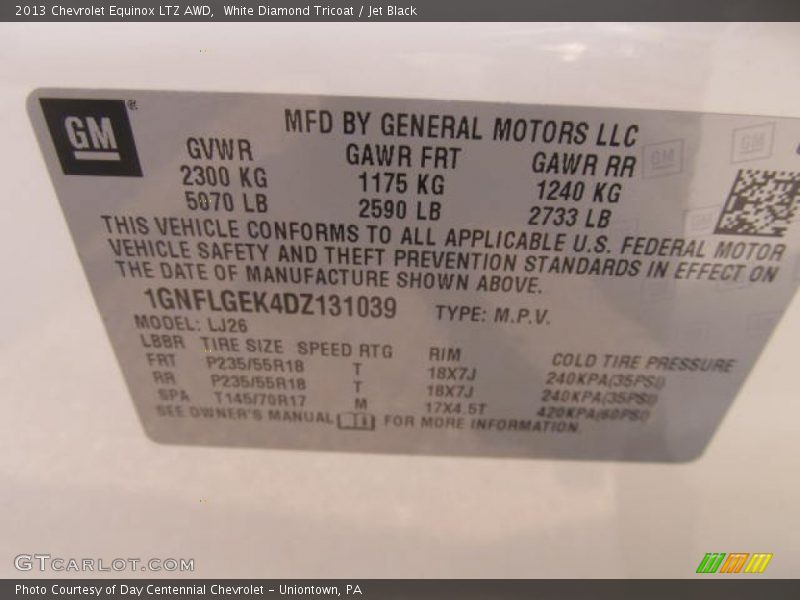 2013 Chevrolet Equinox LTZ AWD,  White Diamond Tricoat / Jet Black
GM
MFD BY GENERAL MOTORS LLC
GVWR GAWR FRT GAWR RR
2300 KG 1175 KG 1240 KG
5070 LB 2590 LB 2733 LB
THIS VEHICLE CONFORMS TO ALL APPLICABLE U.S. FEDERAL MOTOR
VEHICLE SAFETY AND THEFT PREVENTION STANDARDS IN EFFECT ON
THE DATE OF MANUFACTURE SHOWN ABOVE.
1GNFLGEK4DZ131039 TYPE: M.P.V.
MODEL: LJ26
LBBR TIRE SIZE SPEED RTG RIM COLD TIRE PRESSURE
FRT P235/55R18 T 18X7J 240KPA(35PSI)
RR P235/55R18 T 18X7J 240KPA(35PSI)
SPA T145/70R17 M 17X4.5T 420KPA(60PSI)
SEE OWNER'S MANUAL FOR MORE INFORMATION.
GTCARLOT.COM
Photo Courtesy of Day Centennial Chevrolet - Uniontown, PA